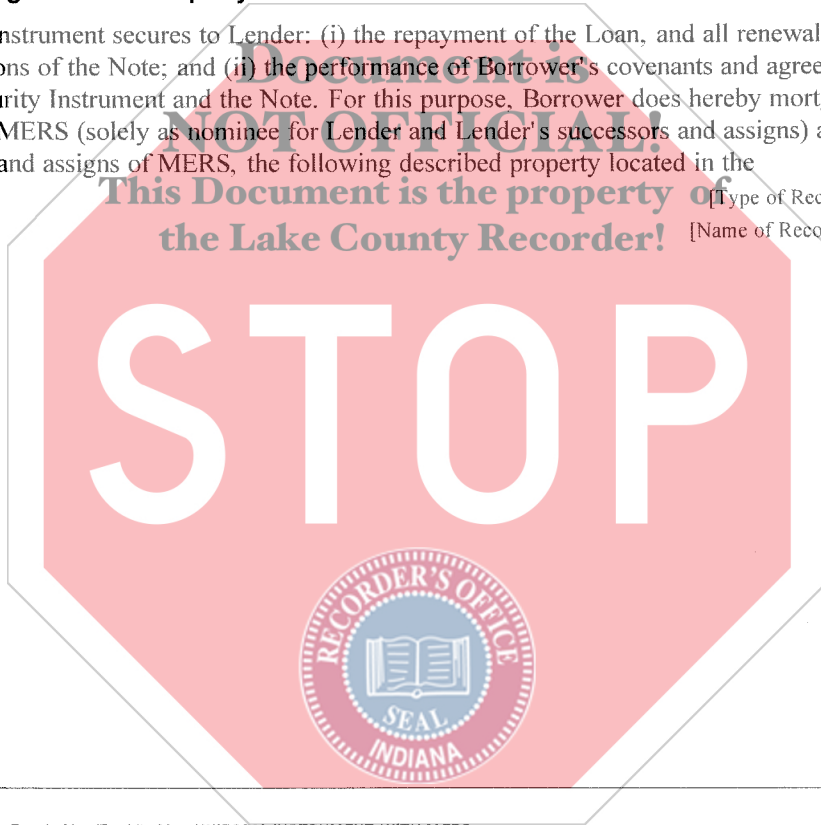 nstrument secures to Lender: (i) the repayment of the Loan, and all renewal
ons of the Note; and (ii) the performance of Borrower's covenants and agree
urity Instrument and the Note. For this purpose, Borrower does hereby mort
MERS (solely as nominee for Lender and Lender's successors and assigns) a
and assigns of MERS, the following described property located in the
[Type of Rec
[Name of Reco
Document is
NOT OFFICIAL!
This Document is the property of
the Lake County Recorder!
STOP
RECORDER'S OFFICE
SEAL
INDIANA